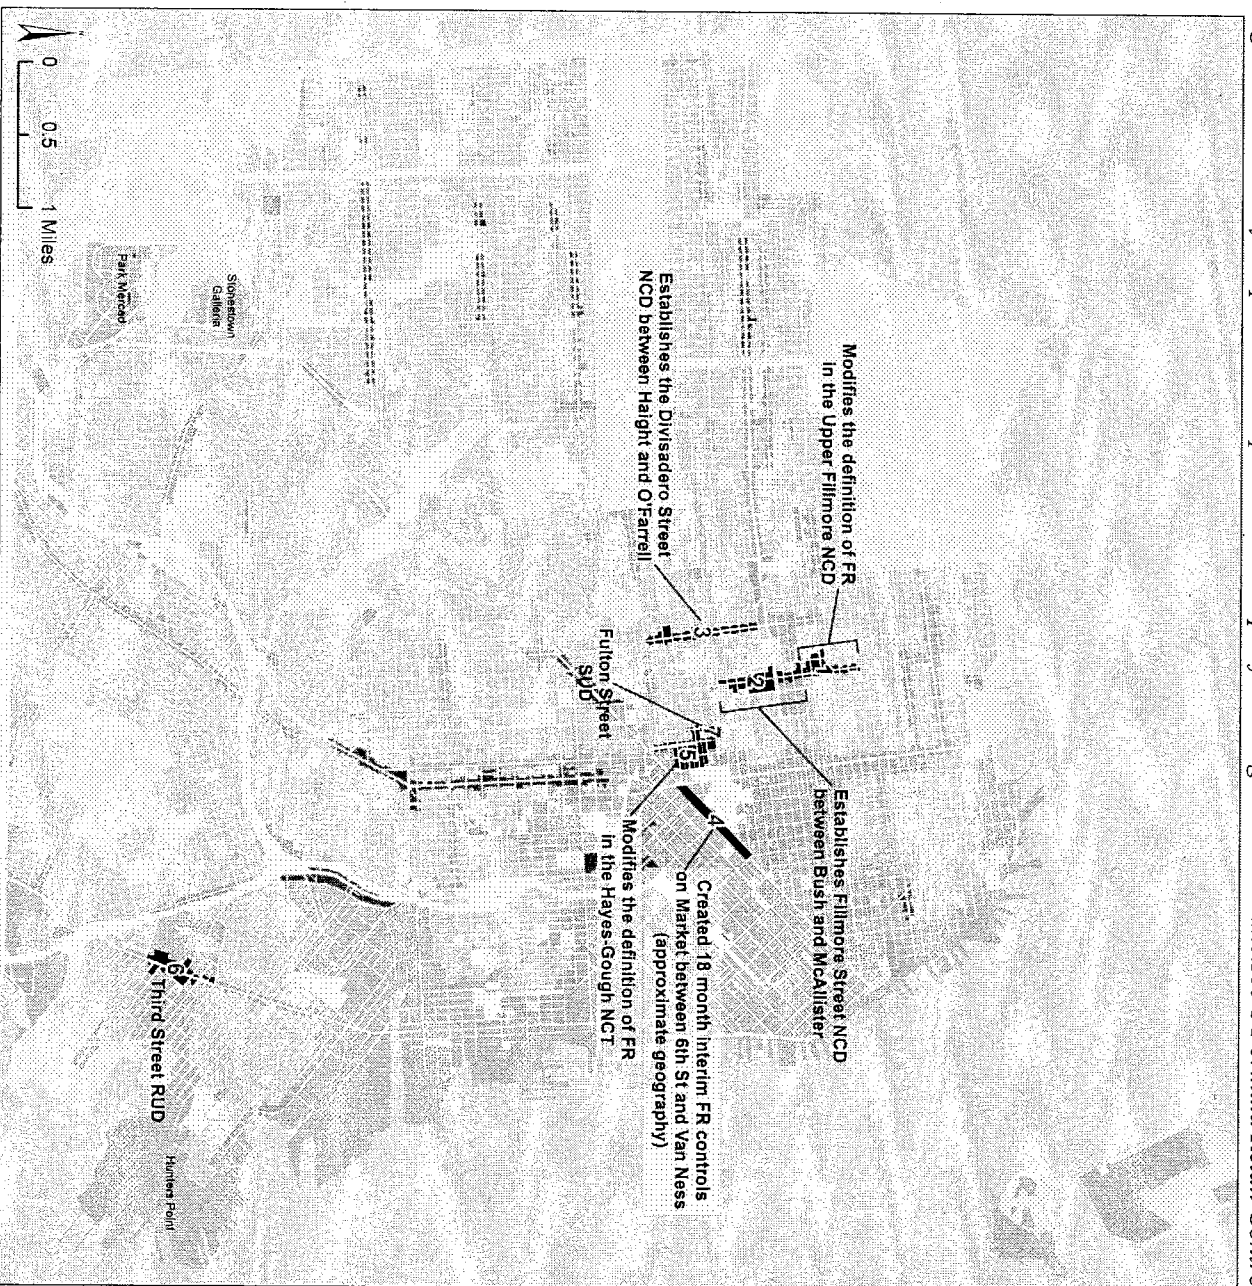 Modifies the definition of FR
in the Upper Fillmore NCD
Establishes the Divisadero Street
NCD between Haight and O'Farrell
Establishes Fillmore Street NCD
between Bush and McAllister
Fulton Street
SUD
Created 18 month interim FR controls
on Market between 6th St and Van Ness
(approximate geography)
Modifies the definition of FR
in the Hayes-Gough NCT
1
2
3
4
5
6
7
Third Street RUD
Hunters Point
Stonestown
Galleria
Park Merced
N
0 0.5 1 Miles